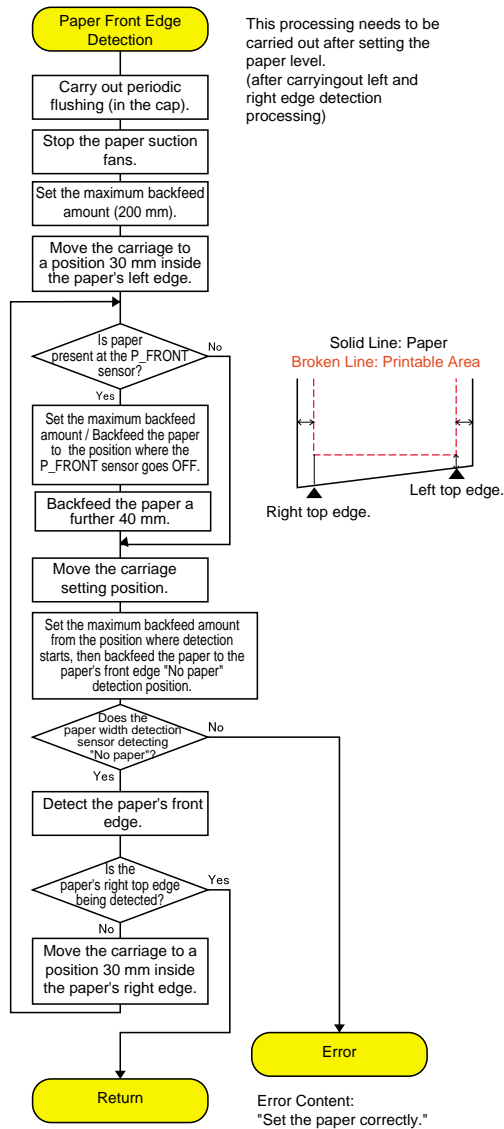 Paper Front Edge
Detection
This processing needs to be
carried out after setting the
paper level.
(after carryingout left and
right edge detection
processing)
Carry out periodic
flushing (in the cap).
Stop the paper suction
fans.
Set the maximum backfeed
amount (200 mm).
Move the carriage to
a position 30 mm inside
the paper's left edge.
Is paper
present at the P_FRONT
sensor?
No
Yes
Solid Line: Paper
Broken Line: Printable Area
Right top edge.
Left top edge.
Set the maximum backfeed
amount / Backfeed the paper
to the position where the
P_FRONT sensor goes OFF.
Backfeed the paper a
further 40 mm.
Move the carriage
setting position.
Set the maximum backfeed amount
from the position where detection
starts, then backfeed the paper to the
paper's front edge "No paper"
detection position.
Does the
paper width detection
sensor detecting
"No paper"?
No
Yes
Detect the paper's front
edge.
Is the
paper's right top edge
being detected?
Yes
No
Move the carriage to a
position 30 mm inside
the paper's right edge.
Return
Error
Error Content:
"Set the paper correctly."